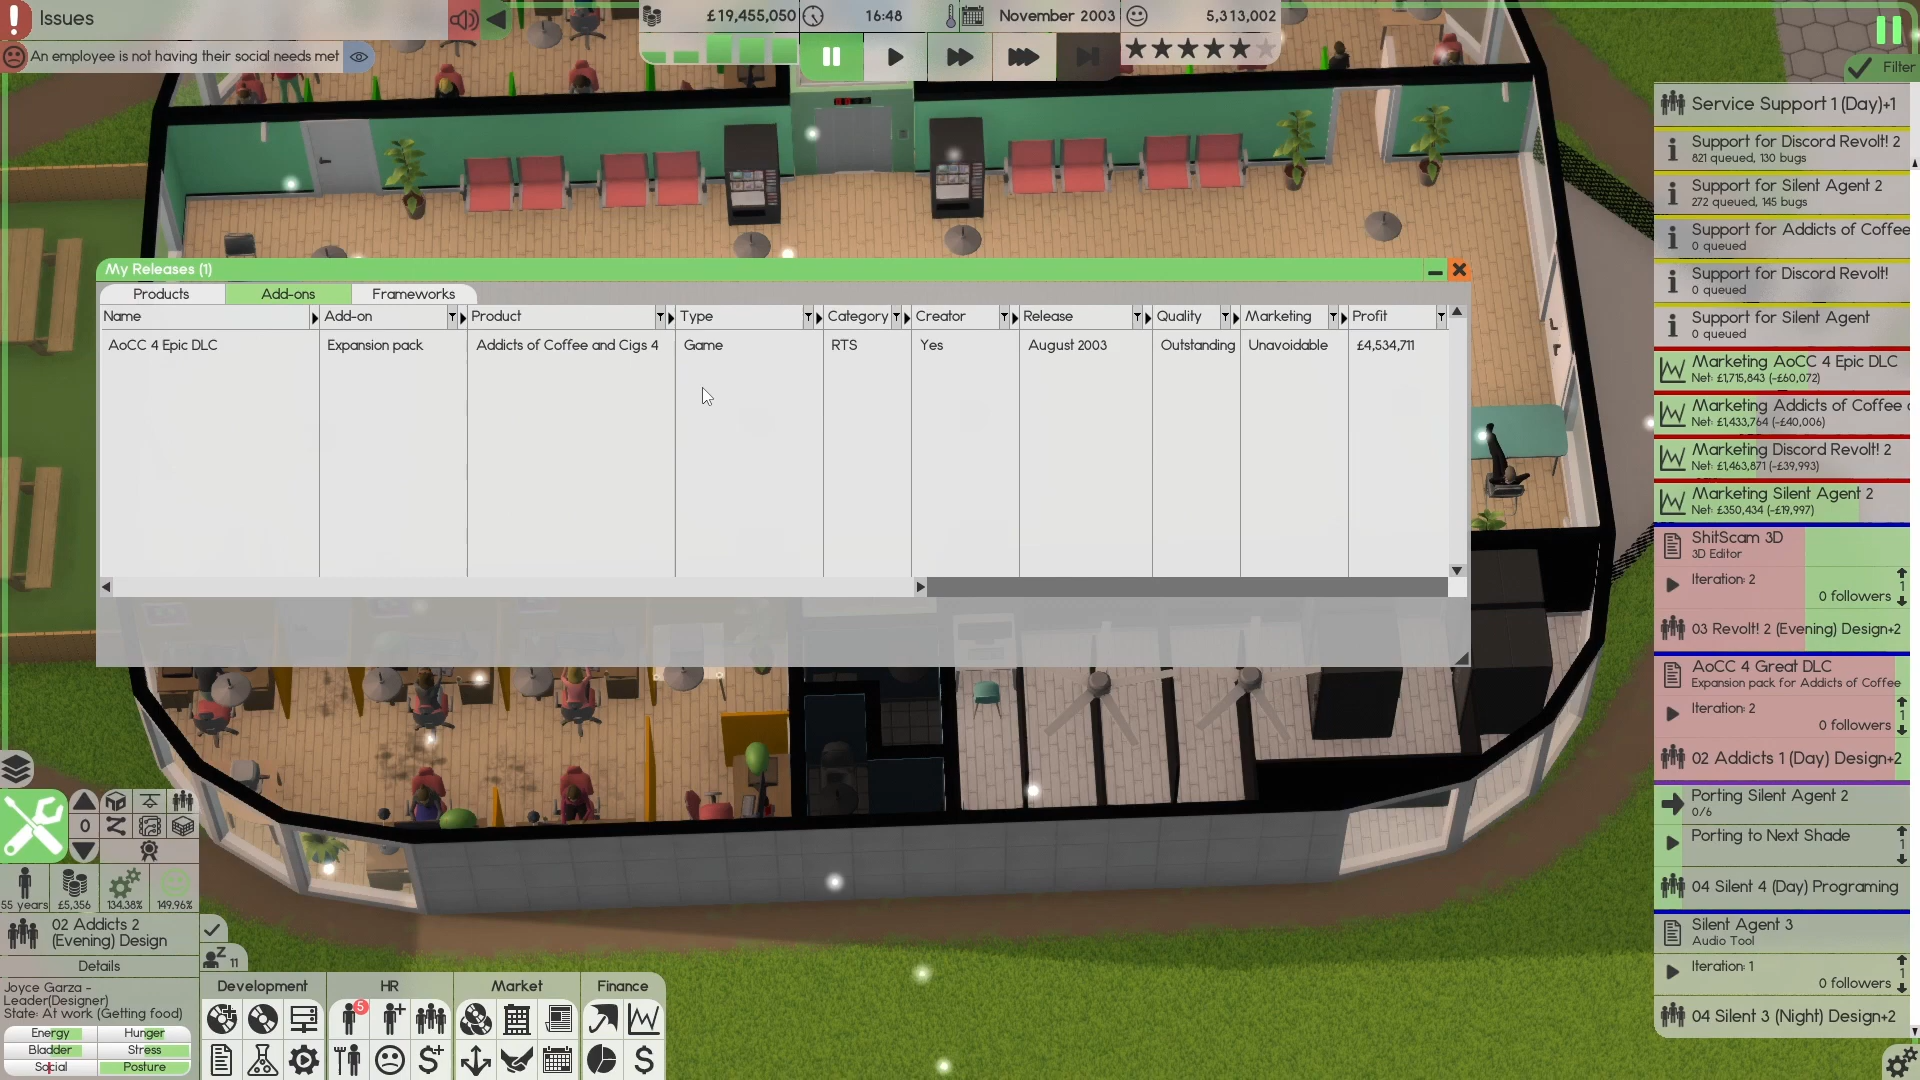 Issues
An employee is not having their social needs met
£19,455,050
16:48
November 2003
5,313,002
Filter
Service Support 1 (Day)+1
Support for Discord Revolt! 2
821 queued, 130 bugs
Support for Silent Agent 2
272 queued, 145 bugs
Support for Addicts of Coffee
0 queued
Support for Discord Revolt!
0 queued
Support for Silent Agent
0 queued
Marketing AoCC 4 Epic DLC
Net: £1,715,843 (-£60,072)
Marketing Addicts of Coffee
Net: £1,433,764 (-£40,006)
Marketing Discord Revolt! 2
Net: £1,463,871 (-£39,993)
Marketing Silent Agent 2
Net: £350,434 (-£19,997)
ShitScam 3D
3D Editor
Iteration: 2
0 followers
1
03 Revolt! 2 (Evening) Design+2
AoCC 4 Great DLC
Expansion pack for Addicts of Coffee
Iteration: 2
0 followers
1
02 Addicts 1 (Day) Design+2
Porting Silent Agent 2
0/6
Porting to Next Shade
1
04 Silent 4 (Day) Programing
Silent Agent 3
Audio Tool
Iteration: 1
0 followers
1
04 Silent 3 (Night) Design+2
My Releases (1)
Products Add-ons Frameworks
Name Add-on Product Type Category Creator Release Quality Marketing Profit
AoCC 4 Epic DLC Expansion pack Addicts of Coffee and Cigs 4 Game RTS Yes August 2003 Outstanding Unavoidable £4,534,711
0
55 years £5,356 134.38% 149.96%
02 Addicts 2
(Evening) Design
Details
Joyce Garza -
Leader(Designer)
State: At work (Getting food)
Energy Hunger
Bladder Stress
Social Posture
11
Development HR Market Finance
5